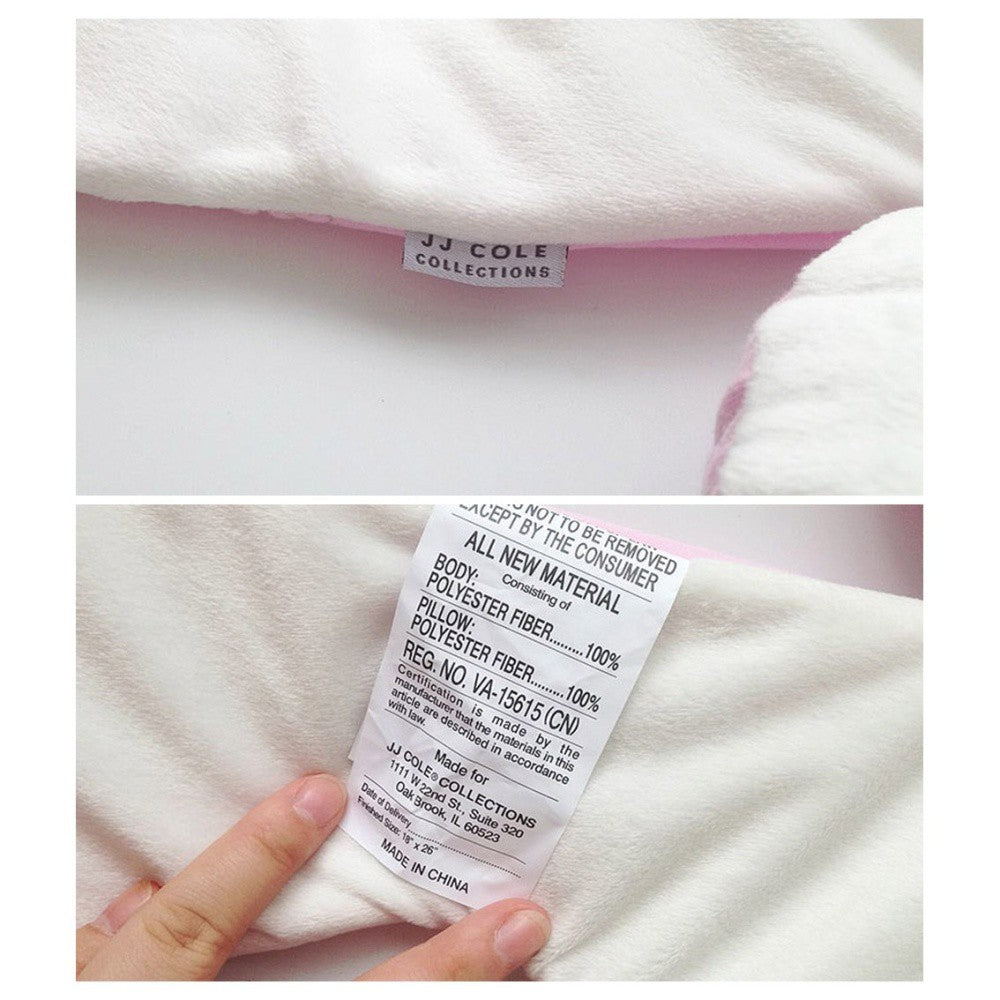 JJ COLE
COLLECTIONS
NOT TO BE REMOVED
EXCEPT BY THE CONSUMER
ALL NEW MATERIAL
Consisting of
BODY:
POLYESTER FIBER.........100%
PILLOW:
POLYESTER FIBER.........100%
REG. NO. VA-15615 (CN)
Certification is made by the
manufacturer that the materials in this
article are described in accordance
with law.
Made for
JJ COLE® COLLECTIONS
1111 W 22nd St., Suite 320
Oak Brook, IL 60523
Date of Delivery
Finished Size: 18" x 26"
MADE IN CHINA